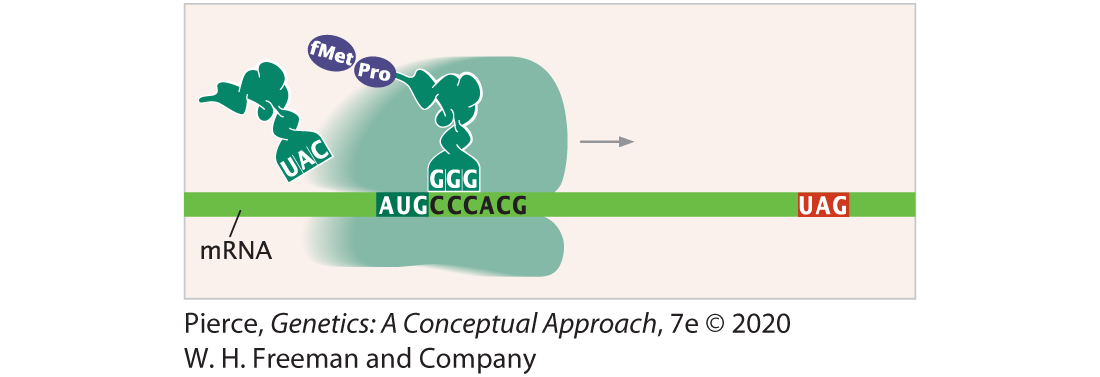 fMet Pro
UAC
GGG
AUGCCCACG
UAG
mRNA
Pierce, Genetics: A Conceptual Approach, 7e © 2020
W. H. Freeman and Company